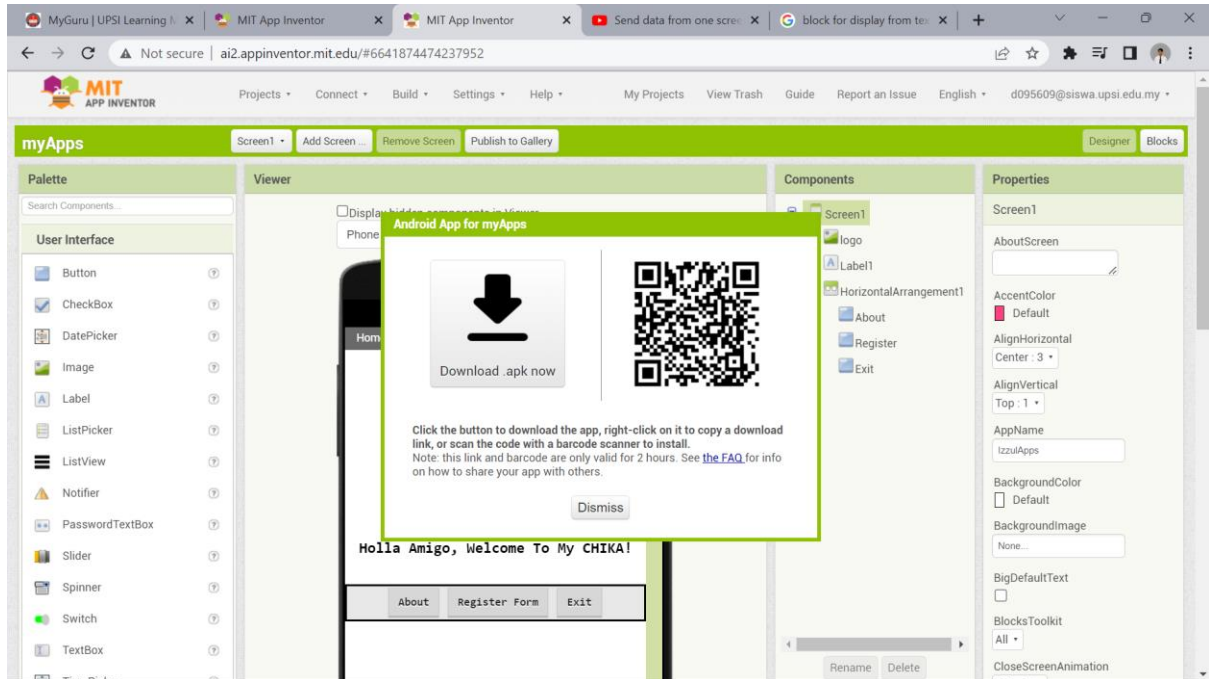 MyGuru | UPSI Learning M
MIT App Inventor
MIT App Inventor
Send data from one scree
block for display from tex
Not secure | ai2.appinventor.mit.edu/#6641874474237952
MIT
APP INVENTOR
Projects
Connect
Build
Settings
Help
My Projects
View Trash
Guide
Report an Issue
English
d095609@siswa.upsi.edu.my
myApps
Screen1
Add Screen ...
Remove Screen
Publish to Gallery
Designer
Blocks
Palette
Search Components...
User Interface
Button
CheckBox
DatePicker
Image
Label
ListPicker
ListView
Notifier
PasswordTextBox
Slider
Spinner
Switch
TextBox
Viewer
Display hidden components in Viewer
Phone
Hom
Android App for myApps
Download .apk now
Click the button to download the app, right-click on it to copy a download
link, or scan the code with a barcode scanner to install.
Note: this link and barcode are only valid for 2 hours. See the FAQ for info
on how to share your app with others.
Dismiss
Holla Amigo, Welcome To My CHIKA!
About
Register Form
Exit
Components
Screen1
logo
Label1
HorizontalArrangement1
About
Register
Exit
Rename
Delete
Properties
Screen1
AboutScreen
AccentColor
Default
AlignHorizontal
Center : 3
AlignVertical
Top : 1
AppName
IzzulApps
BackgroundColor
Default
BackgroundImage
None...
BigDefaultText
BlocksToolkit
All
CloseScreenAnimation